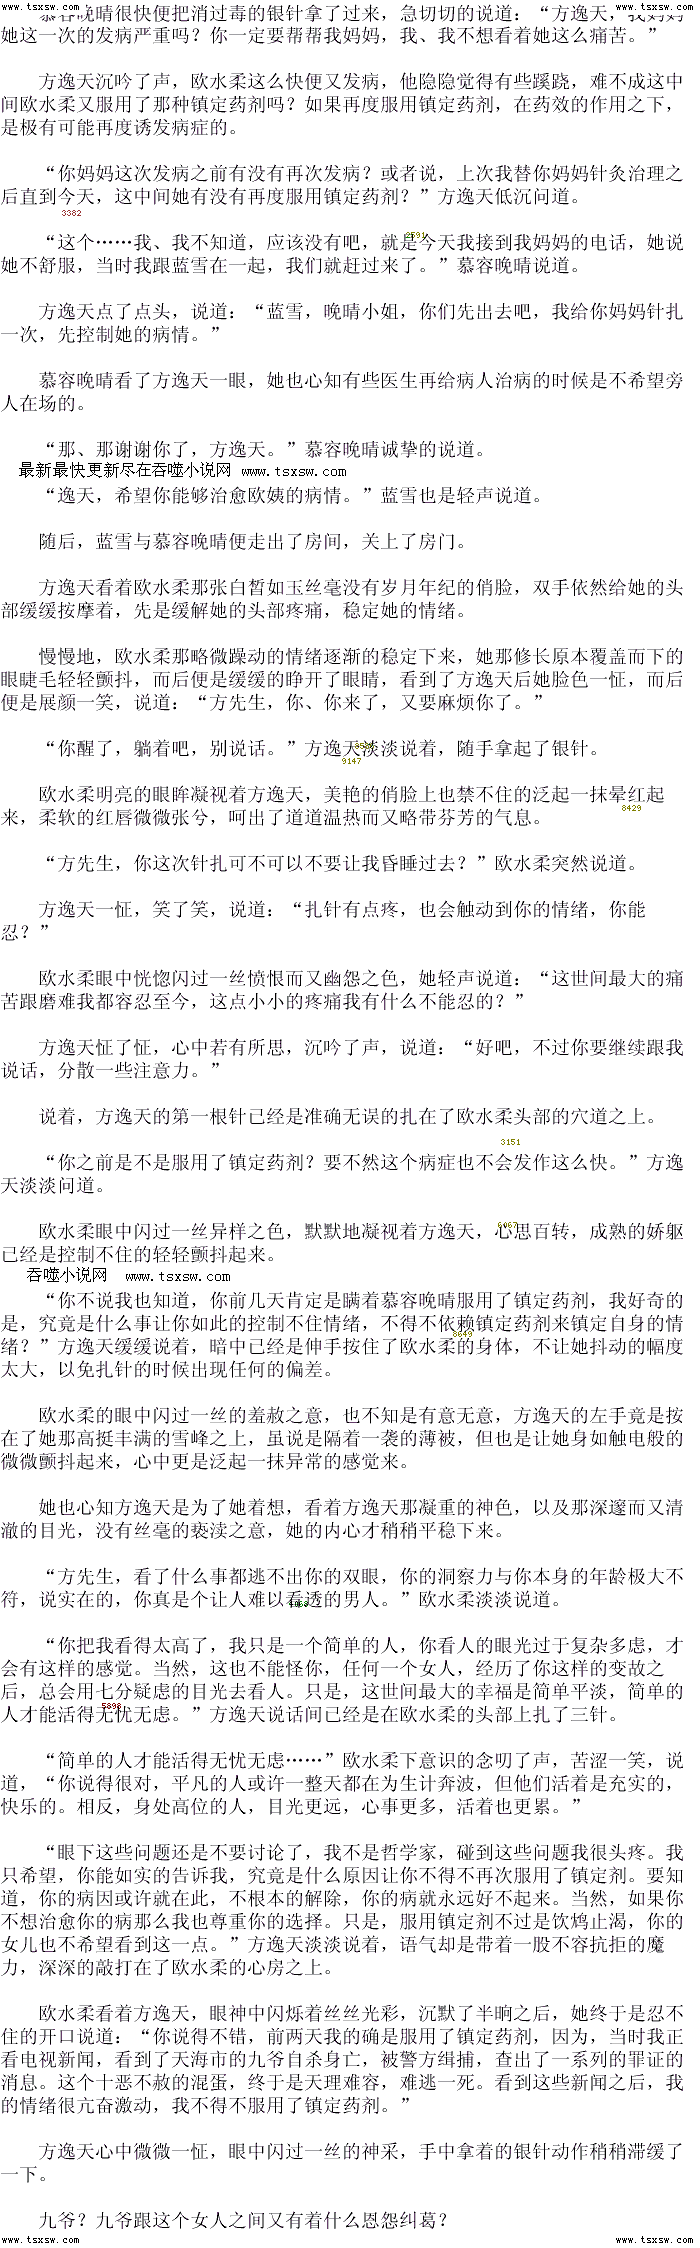 www.tsxsw.com www.tsxsw.com
慕容晚晴很快便把消过毒的银针拿了过来，急切切的说道：“方逸天，我妈妈
她这一次的发病严重吗？你一定要帮帮我妈妈，我、我不想看着她这么痛苦。”
方逸天沉吟了声，欧水柔这么快便又发病，他隐隐觉得有些蹊跷，难不成这中
间欧水柔又服用了那种镇定药剂吗？如果再度服用镇定药剂，在药效的作用之下，
是极有可能再度诱发病症的。
“你妈妈这次发病之前有没有再次发病？或者说，上次我替你妈妈针灸治理之
后直到今天，这中间她有没有再度服用镇定药剂？”方逸天低沉问道。
3382
2591
“这个……我、我不知道，应该没有吧，就是今天我接到我妈妈的电话，她说
她不舒服，当时我跟蓝雪在一起，我们就赶过来了。”慕容晚晴说道。
方逸天点了点头，说道：“蓝雪，晚晴小姐，你们先出去吧，我给你妈妈针扎
一次，先控制她的病情。”
慕容晚晴看了方逸天一眼，她也心知有些医生再给病人治病的时候是不希望旁
人在场的。
“那、那谢谢你了，方逸天。”慕容晚晴诚挚的说道。
最新最快更新尽在吞噬小说网 www.tsxsw.com
“逸天，希望你能够治愈欧姨的病情。”蓝雪也是轻声说道。
随后，蓝雪与慕容晚晴便走出了房间，关上了房门。
方逸天看着欧水柔那张白皙如玉丝毫没有岁月年纪的俏脸，双手依然给她的头
部缓缓按摩着，先是缓解她的头部疼痛，稳定她的情绪。
慢慢地，欧水柔那略微躁动的情绪逐渐的稳定下来，她那修长原本覆盖而下的
眼睫毛轻轻颤抖，而后便是缓缓的睁开了眼睛，看到了方逸天后她脸色一怔，而后
便是展颜一笑，说道：“方先生，你、你来了，又要麻烦你了。”
“你醒了，躺着吧，别说话。”方逸天淡淡说着，随手拿起了银针。
9147
欧水柔明亮的眼眸凝视着方逸天，美艳的俏脸上也禁不住的泛起一抹晕红起
8429
来，柔软的红唇微微张兮，呵出了道道温热而又略带芬芳的气息。
“方先生，你这次针扎可不可以不要让我昏睡过去？”欧水柔突然说道。
方逸天一怔，笑了笑，说道：“扎针有点疼，也会触动到你的情绪，你能
忍？”
欧水柔眼中恍惚闪过一丝愤恨而又幽怨之色，她轻声说道：“这世间最大的痛
苦跟磨难我都容忍至今，这点小小的疼痛我有什么不能忍的？”
方逸天怔了怔，心中若有所思，沉吟了声，说道：“好吧，不过你要继续跟我
说话，分散一些注意力。”
说着，方逸天的第一根针已经是准确无误的扎在了欧水柔头部的穴道之上。
3151
“你之前是不是服用了镇定药剂？要不然这个病症也不会发作这么快。”方逸
天淡淡问道。
欧水柔眼中闪过一丝异样之色，默默地凝视着方逸天，心思百转，成熟的娇躯
已经是控制不住的轻轻颤抖起来。
吞噬小说网 www.tsxsw.com
“你不说我也知道，你前几天肯定是瞒着慕容晚晴服用了镇定药剂，我好奇的
是，究竟是什么事让你如此的控制不住情绪，不得不依赖镇定药剂来镇定自身的情
8649
绪？”方逸天缓缓说着，暗中已经是伸手按住了欧水柔的身体，不让她抖动的幅度
太大，以免扎针的时候出现任何的偏差。
欧水柔的眼中闪过一丝的羞赦之意，也不知是有意无意，方逸天的左手竟是按
在了她那高挺丰满的雪峰之上，虽说是隔着一袭的薄被，但也是让她身如触电般的
微微颤抖起来，心中更是泛起一抹异常的感觉来。
她也心知方逸天是为了她着想，看着方逸天那凝重的神色，以及那深邃而又清
澈的目光，没有丝毫的亵渎之意，她的内心才稍稍平稳下来。
“方先生，看了什么事都逃不出你的双眼，你的洞察力与你本身的年龄极大不
符，说实在的，你真是个让人难以看透的男人。”欧水柔淡淡说道。
“你把我看得太高了，我只是一个简单的人，你看人的眼光过于复杂多虑，才
会有这样的感觉。当然，这也不能怪你，任何一个女人，经历了你这样的变故之
后，总会用七分疑虑的目光去看人。只是，这世间最大的幸福是简单平淡，简单的
5898
人才能活得无忧无虑。”方逸天说话间已经是在欧水柔的头部上扎了三针。
“简单的人才能活得无忧无虑……”欧水柔下意识的念叨了声，苦涩一笑，说
道，“你说得很对，平凡的人或许一整天都在为生计奔波，但他们活着是充实的，
快乐的。相反，身处高位的人，目光更远，心事更多，活着也更累。”
“眼下这些问题还是不要讨论了，我不是哲学家，碰到这些问题我很头疼。我
只希望，你能如实的告诉我，究竟是什么原因让你不得不再次服用了镇定剂。要知
道，你的病因或许就在此，不根本的解除，你的病就永远好不起来。当然，如果你
不想治愈你的病那么我也尊重你的选择。只是，服用镇定剂不过是饮鸩止渴，你的
女儿也不希望看到这一点。”方逸天淡淡说着，语气却是带着一股不容抗拒的魔
力，深深的敲打在了欧水柔的心房之上。
欧水柔看着方逸天，眼神中闪烁着丝丝光彩，沉默了半晌之后，她终于是忍不
住的开口说道：“你说得不错，前两天我的确是服用了镇定药剂，因为，当时我正
看电视新闻，看到了天海市的九爷自杀身亡，被警方缉捕，查出了一系列的罪证的
消息。这个十恶不赦的混蛋，终于是天理难容，难逃一死。看到这些新闻之后，我
的情绪很亢奋激动，我不得不服用了镇定药剂。”
方逸天心中微微一怔，眼中闪过一丝的神采，手中拿着的银针动作稍稍滞缓了
一下。
九爷？九爷跟这个女人之间又有着什么恩怨纠葛？
www.tsxsw.com www.tsxsw.com